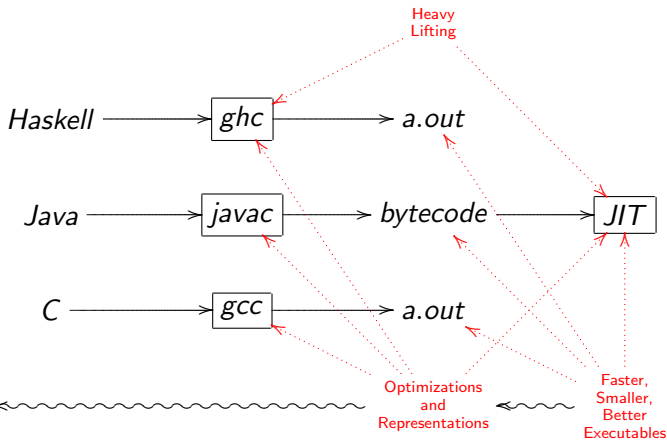 Heavy
Lifting
Haskell ghc a.out
Java javac bytecode JIT
C gcc a.out
Optimizations
and
Representations
Faster,
Smaller,
Better
Executables